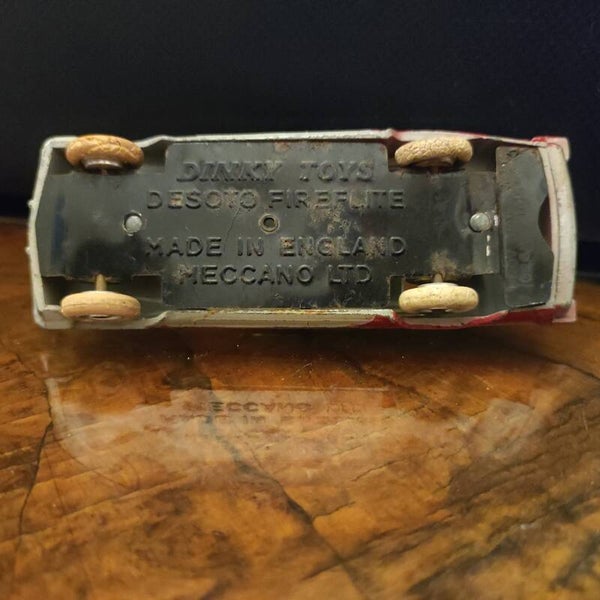 DINKY TOYS
DESOTO FIREFLITE
MADE IN ENGLAND
MECCANO LTD